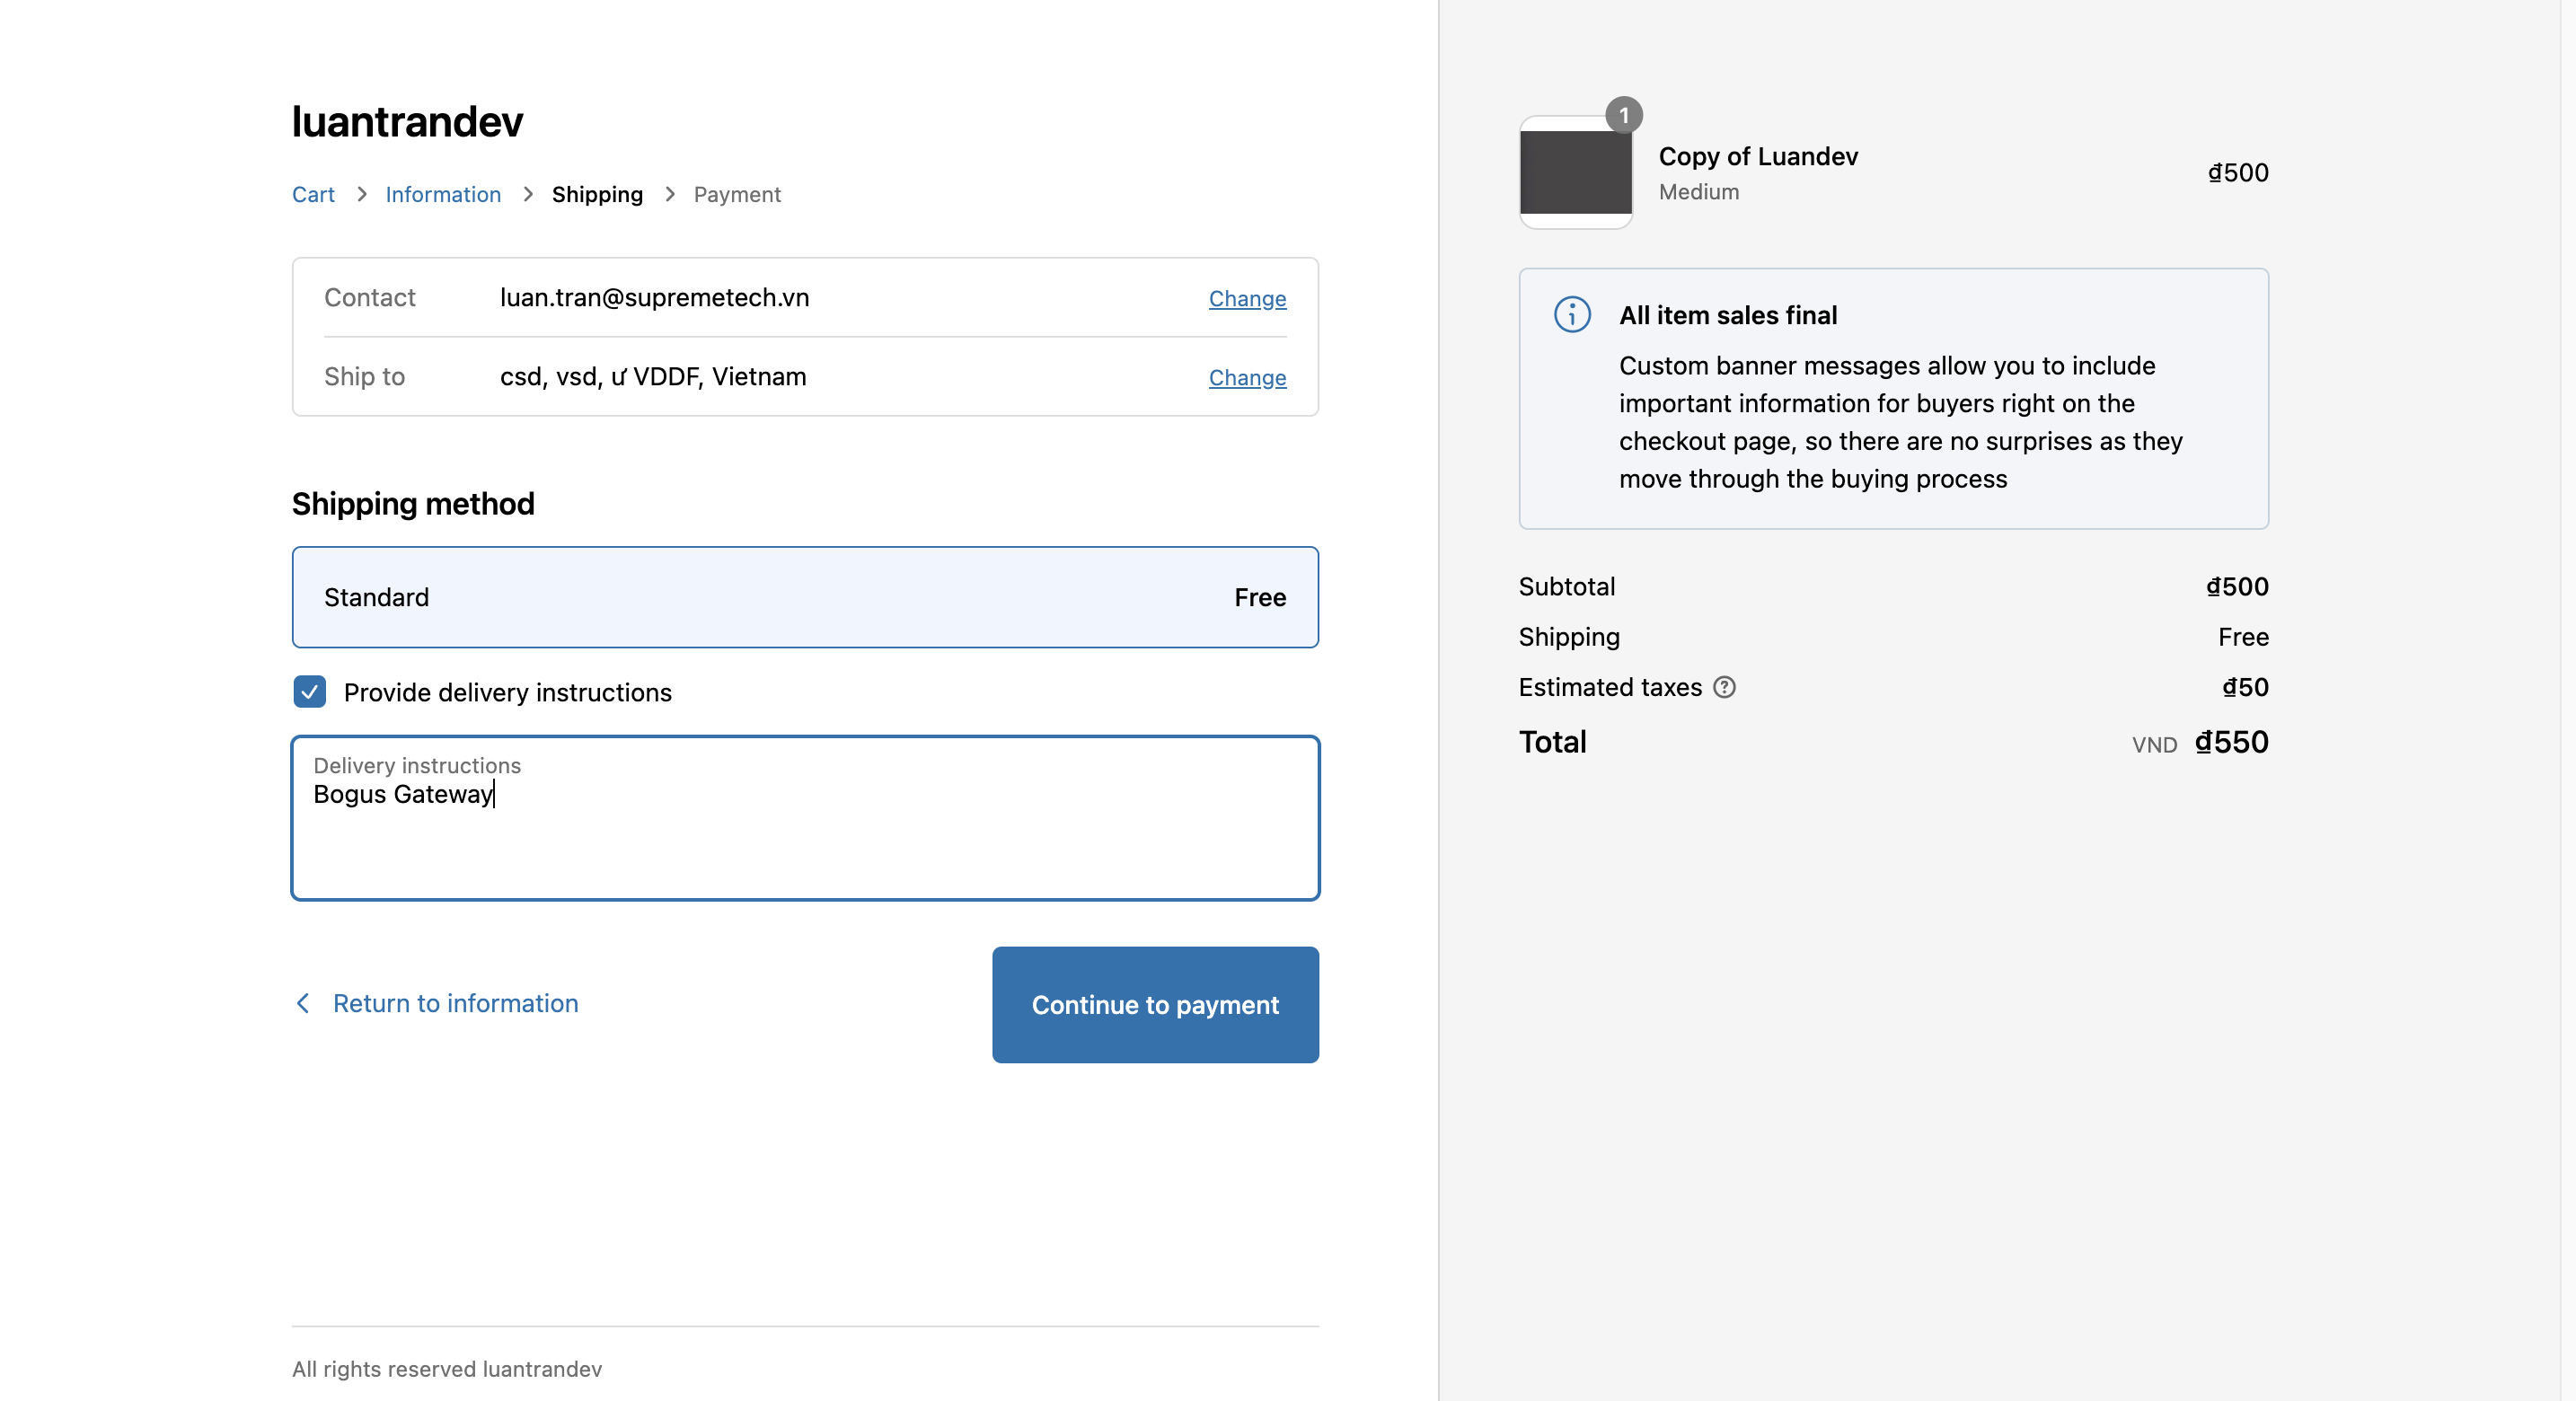 luantrandev
Cart > Information > Shipping > Payment
Contact luan.tran@supremetech.vn Change
Ship to csd, vsd, ư VDDF, Vietnam Change
Shipping method
Standard Free
Provide delivery instructions
Delivery instructions
Bogus Gateway
Return to information
Continue to payment
All rights reserved luantrandev
1
Copy of Luandev
Medium
₫500
All item sales final
Custom banner messages allow you to include
important information for buyers right on the
checkout page, so there are no surprises as they
move through the buying process
Subtotal ₫500
Shipping Free
Estimated taxes ₫50
Total VND ₫550